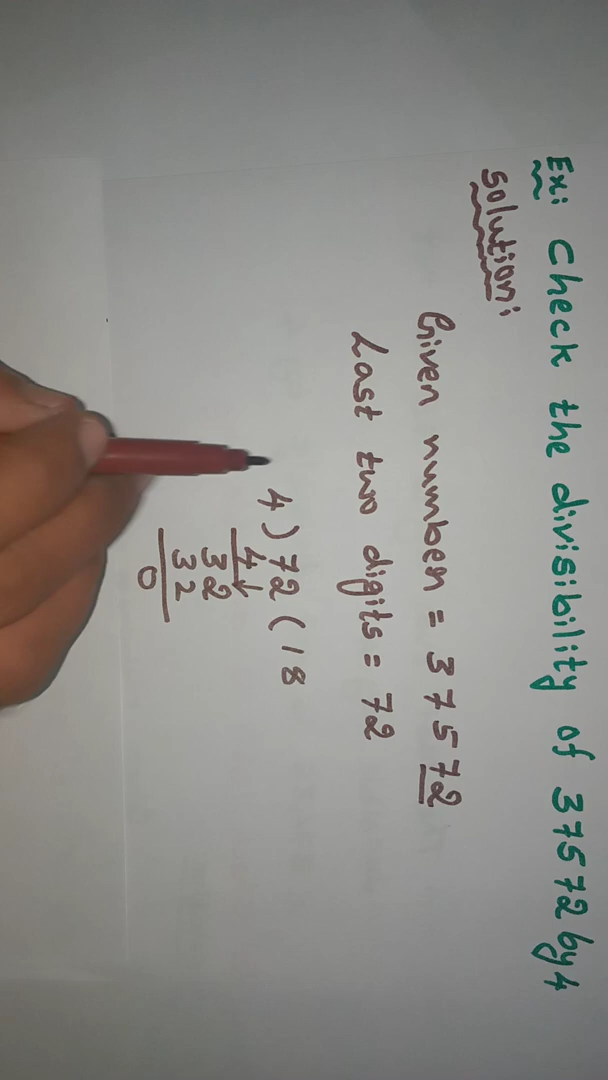 Ex: Check the divisibility of 37572 by 4
Solution:
Given number = 37572
Last two digits = 72
4) 72 (18
4↓
32
32
0